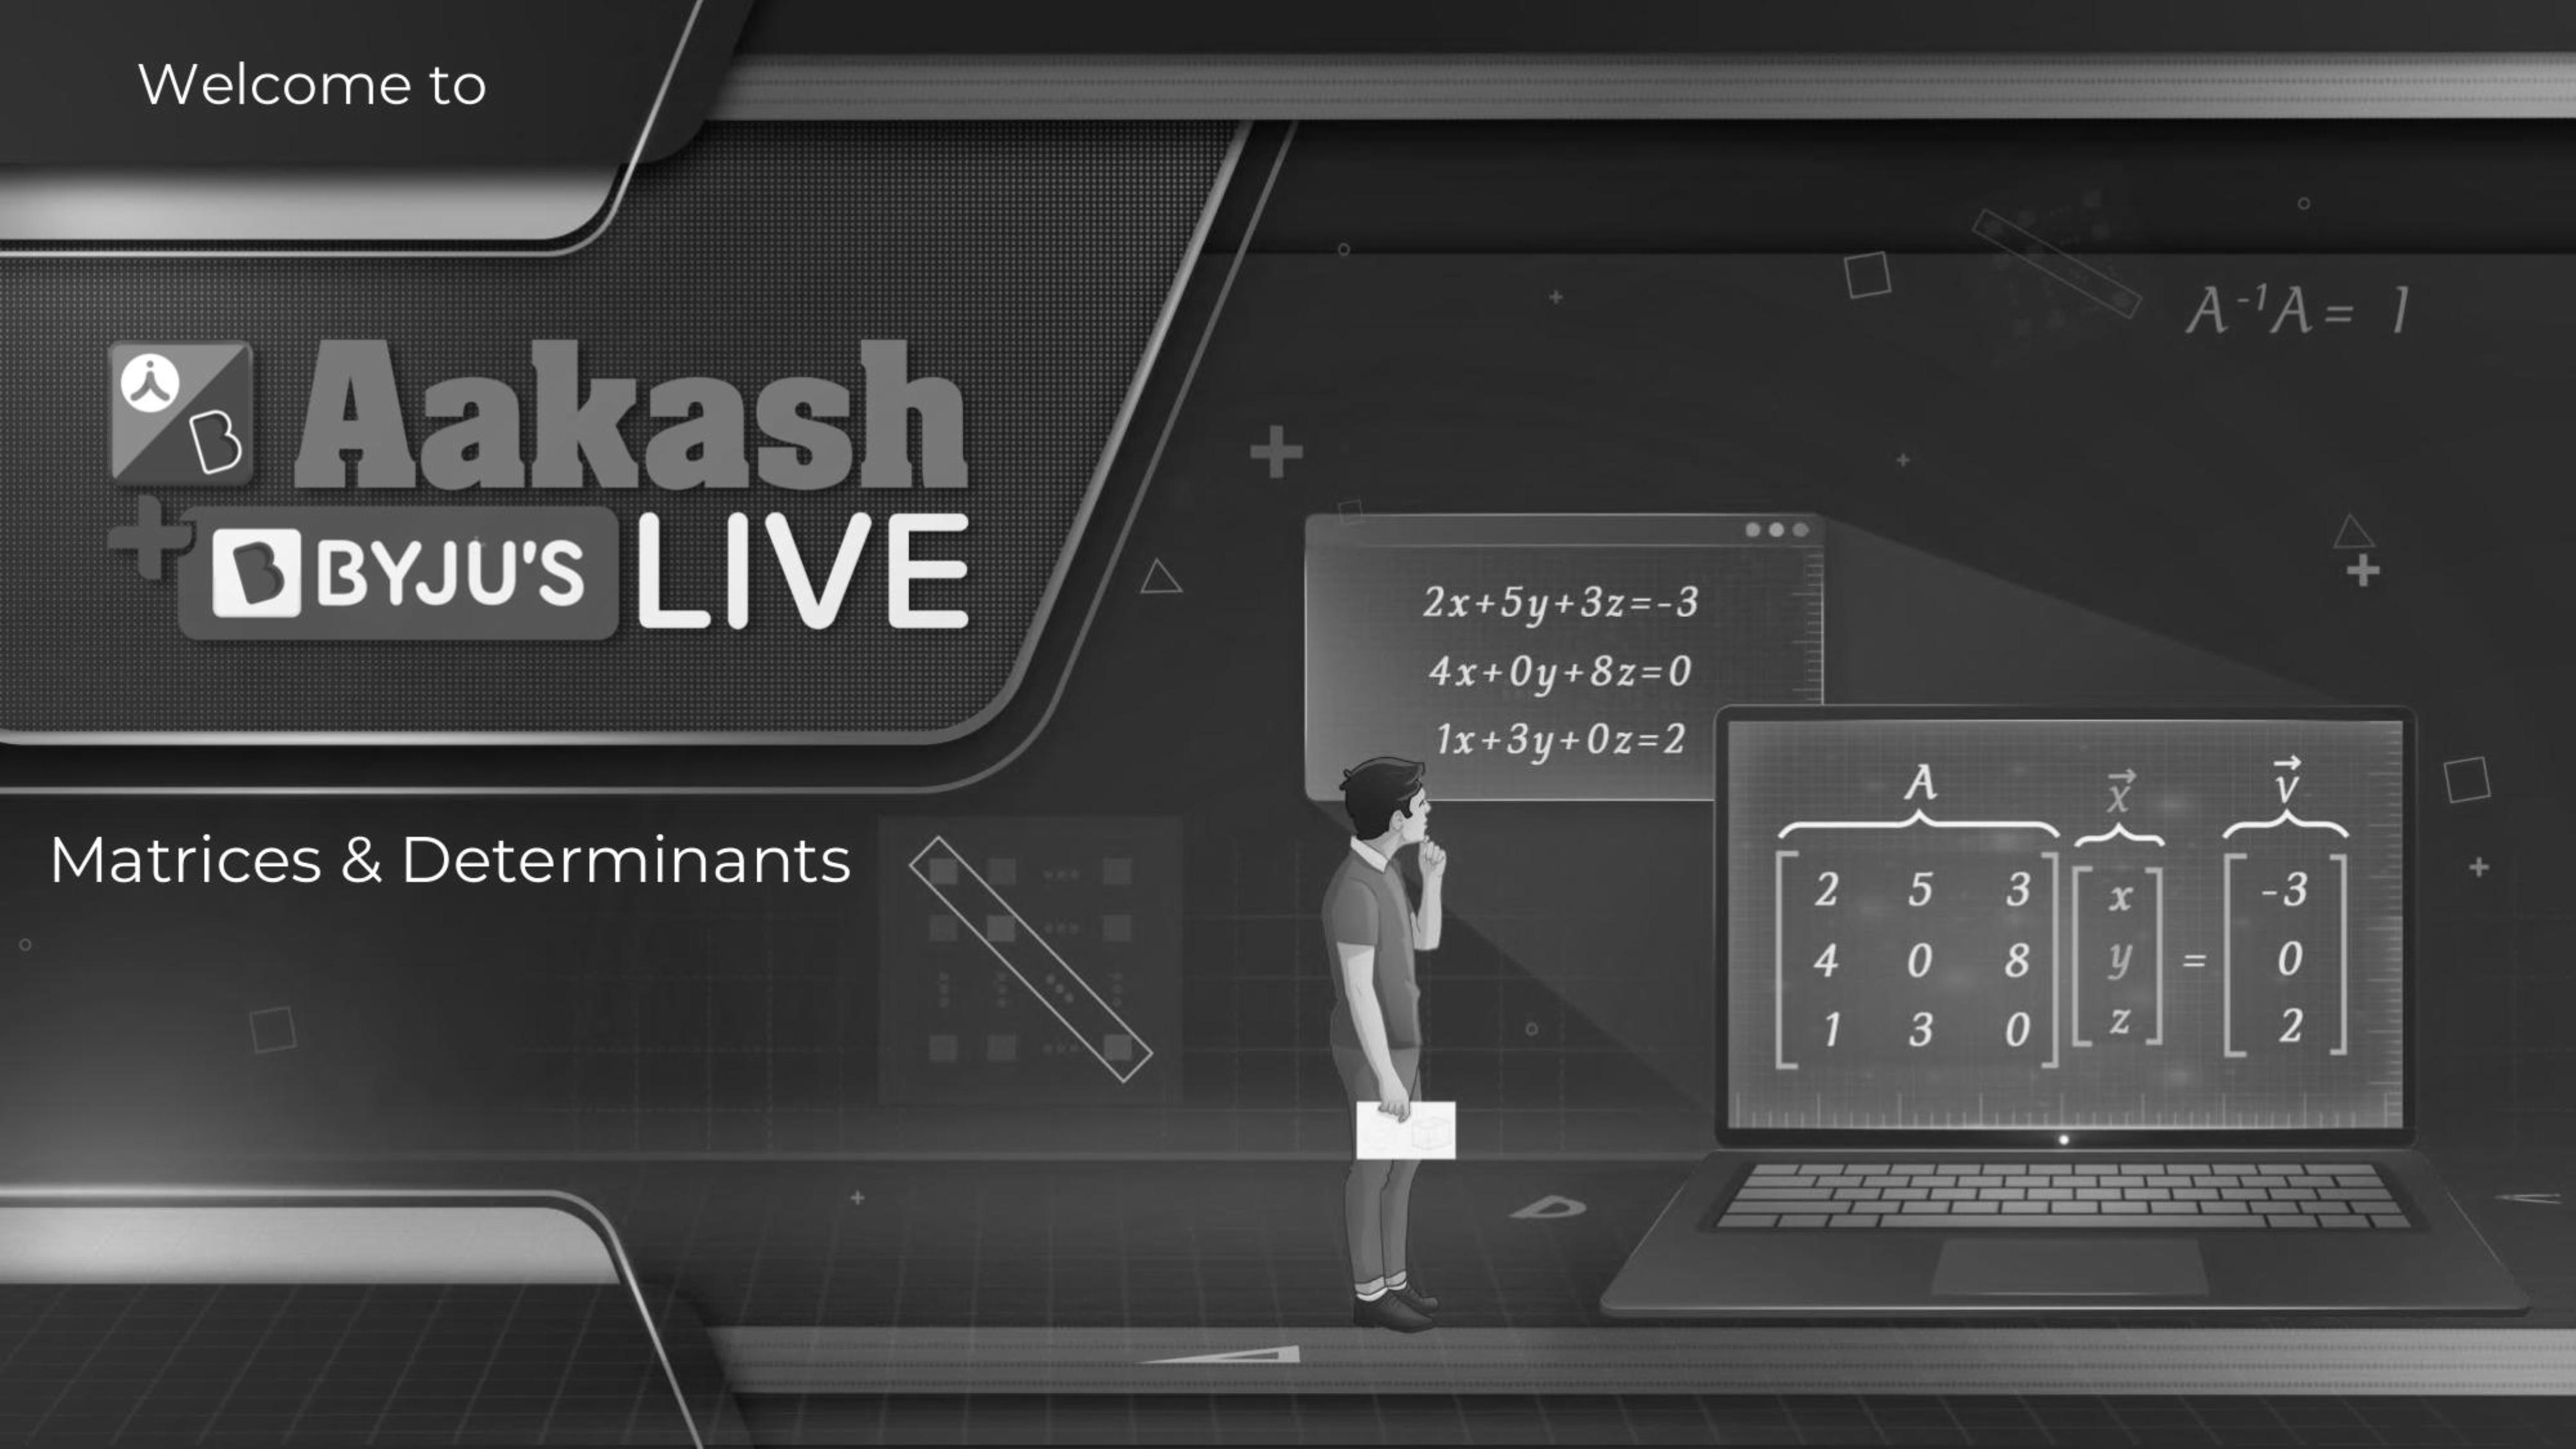 Welcome to
Aakash
+ BYJU'S LIVE
Matrices & Determinants
A⁻¹A = 1
2x+5y+3z=-3
4x+0y+8z=0
1x+3y+0z=2
A x⃗ v⃗
2 5 3 x -3
4 0 8 y = 0
1 3 0 z 2